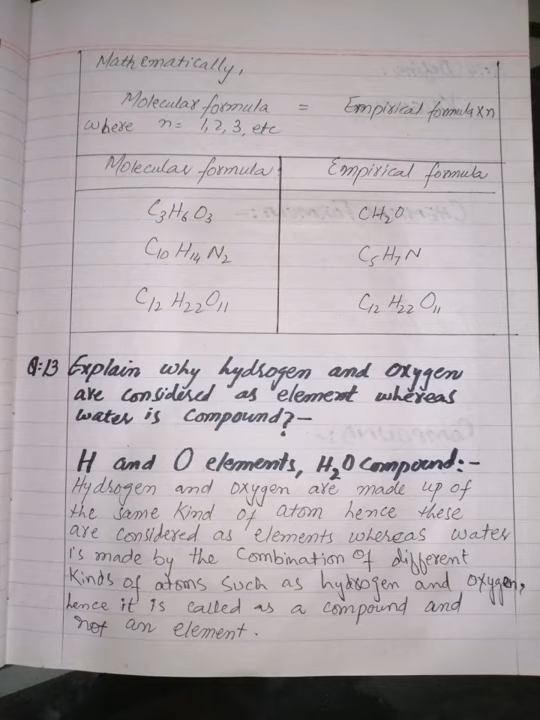 Mathematically,
Molecular formula = Empirical formula x n
where n= 1,2,3, etc
Molecular formula Empirical formula
C3H6O3 CH2O
C10 H14 N2 C5 H7 N
C12 H22 O11 C12 H22 O11
Q:13 Explain why hydrogen and oxygen
are considered as element whereas
water is compound?-
H and O elements, H2O compound:-
Hydrogen and oxygen are made up of
the same kind of atom hence these
are considered as elements whereas water
is made by the combination of different
kinds of atoms such as hydrogen and oxygen,
hence it is called as a compound and
not an element.